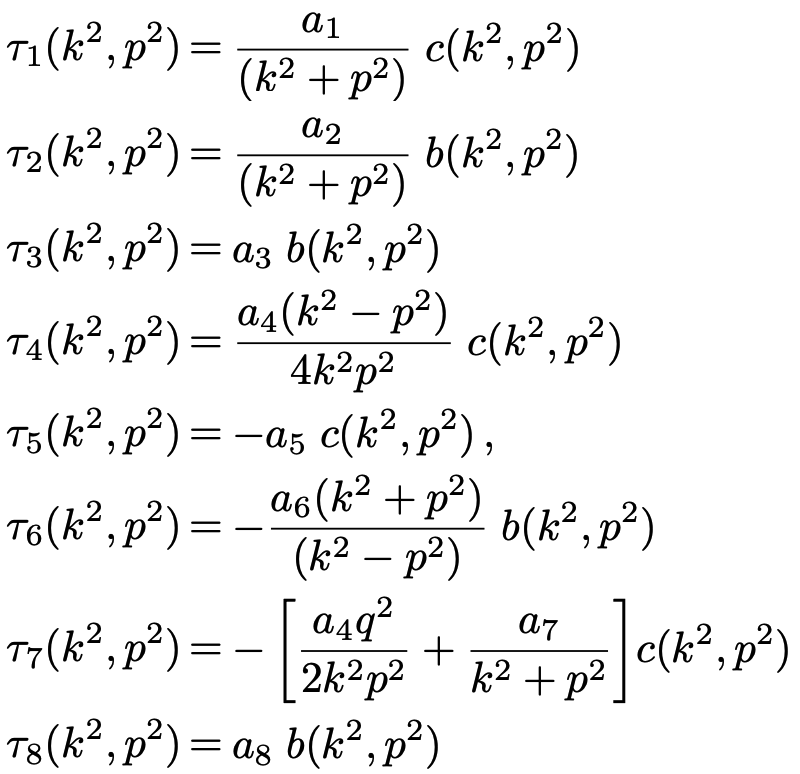 τ₁(k², p²) = a₁/(k² + p²) c(k², p²)
τ₂(k², p²) = a₂/(k² + p²) b(k², p²)
τ₃(k², p²) = a₃ b(k², p²)
τ₄(k², p²) = a₄(k² − p²)/4k²p² c(k², p²)
τ₅(k², p²) = −a₅ c(k², p²) ,
τ₆(k², p²) = − a₆(k² + p²)/(k² − p²) b(k², p²)
τ₇(k², p²) = − [a₄q²/2k²p² + a₇/k² + p²] c(k², p²)
τ₈(k², p²) = a₈ b(k², p²)